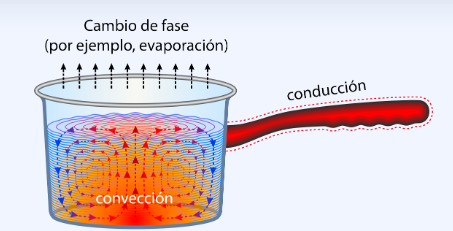 Cambio de fase
(por ejemplo, evaporación)
conducción
convección